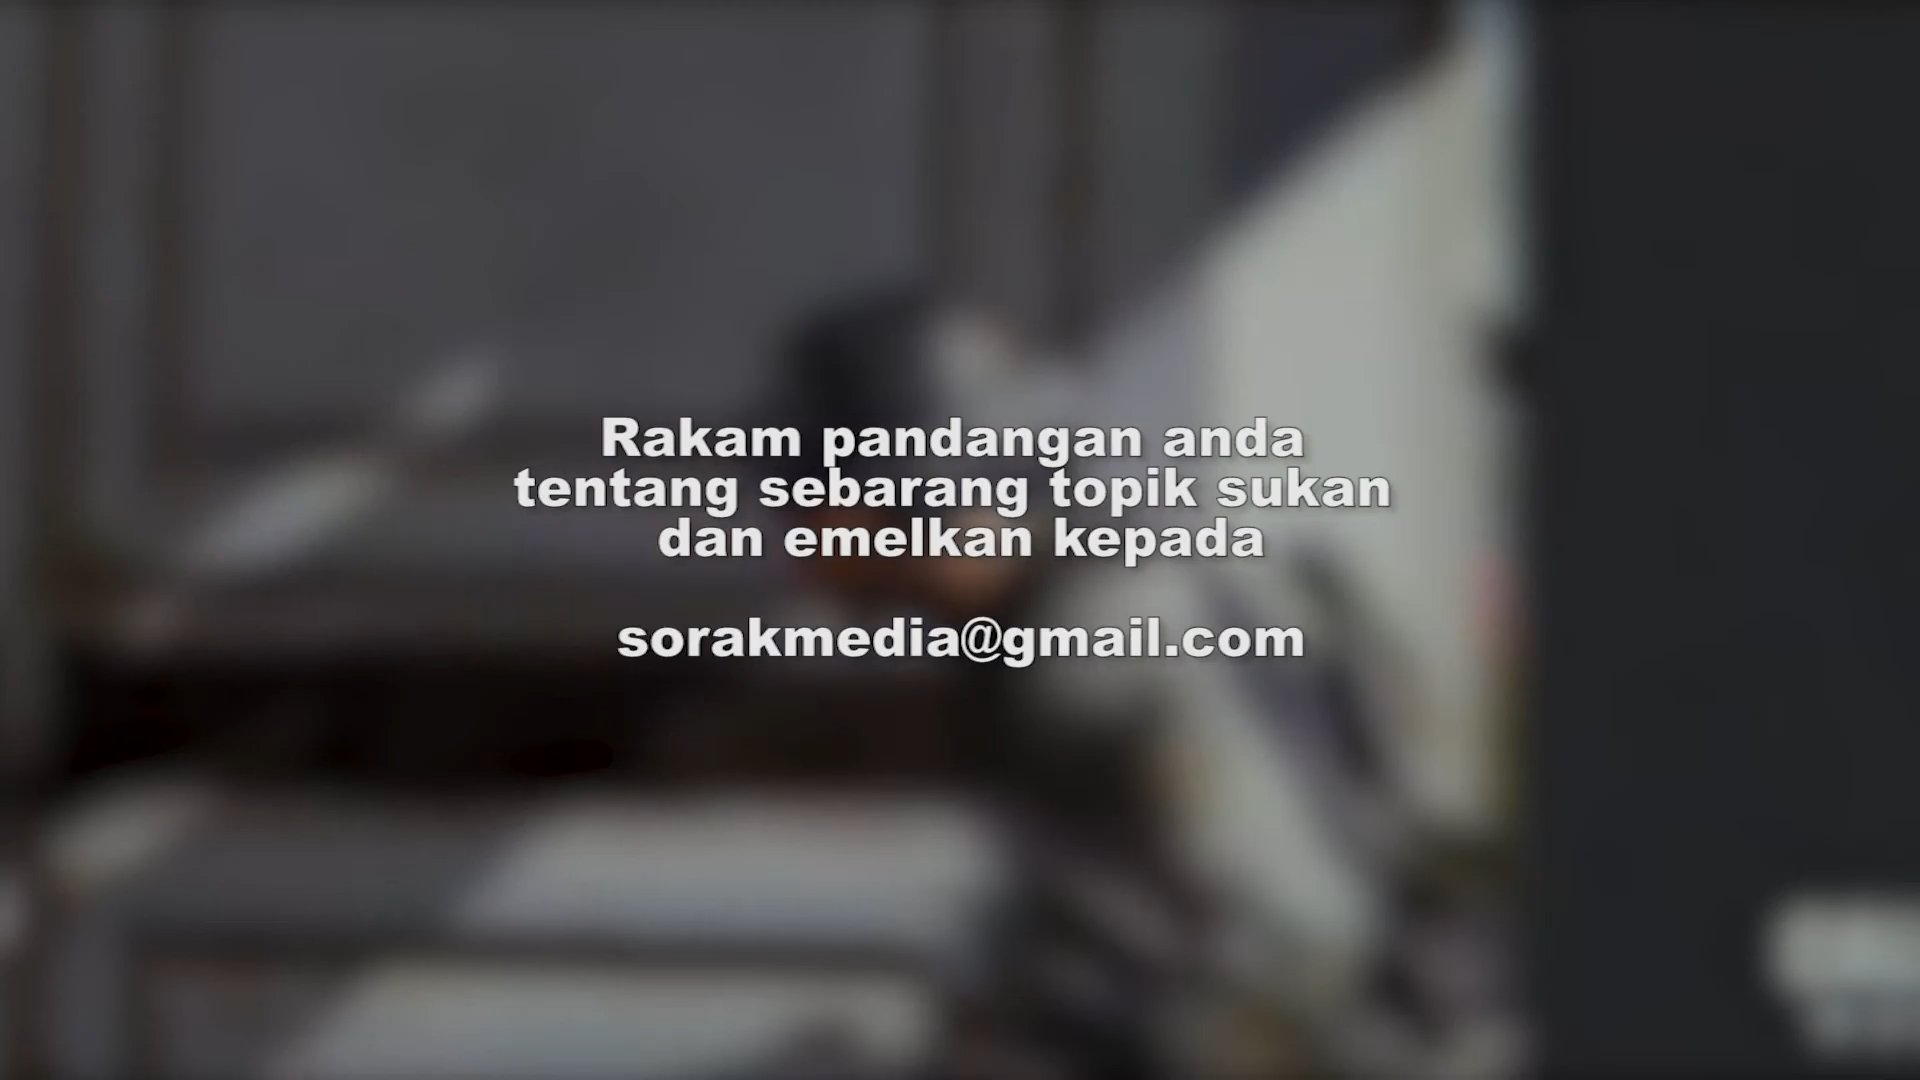 Rakam pandangan anda
tentang sebarang topik sukan
dan emelkan kepada
sorakmedia@gmail.com